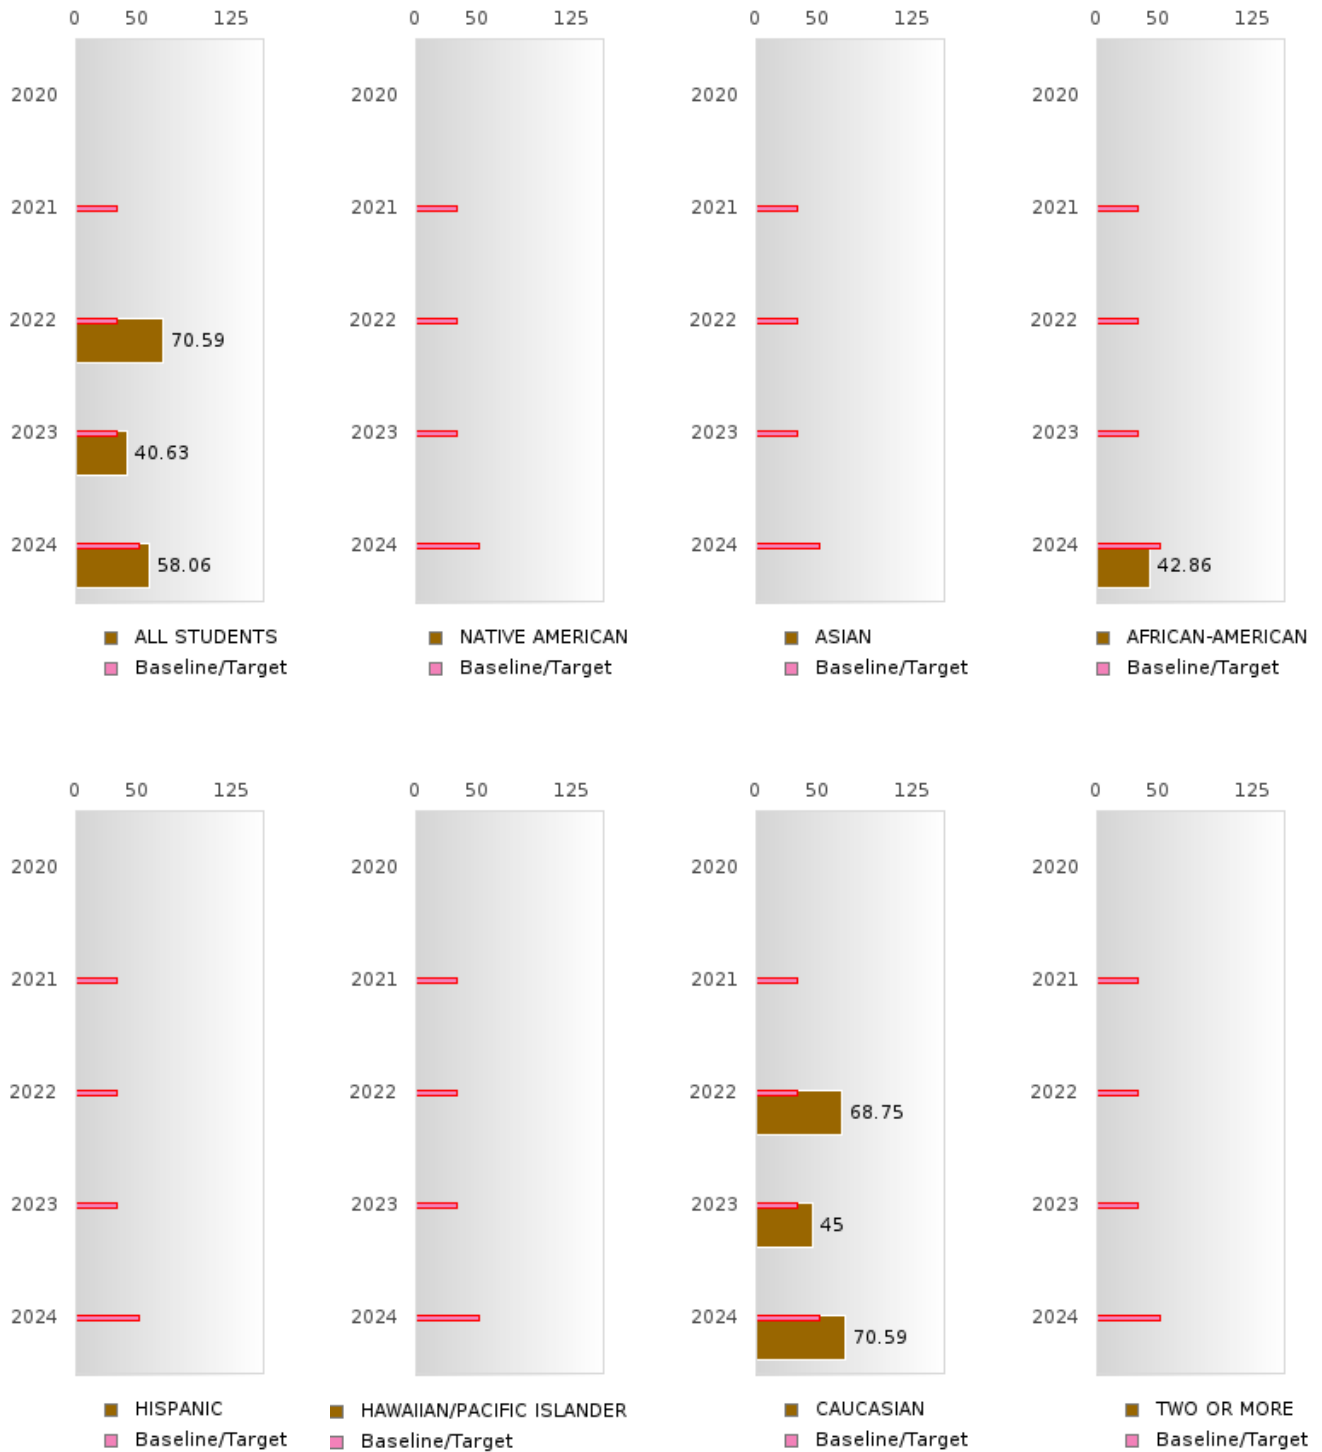 0 50 125 0 50 125 0 50 125 0 50 125
2020 2020 2020 2020
2021 2021 2021 2021
2022 70.59 2022 2022 2022
2023 40.63 2023 2023 2023
2024 58.06 2024 2024 2024 42.86
ALL STUDENTS NATIVE AMERICAN ASIAN AFRICAN-AMERICAN
Baseline/Target Baseline/Target Baseline/Target Baseline/Target
0 50 125 0 50 125 0 50 125 0 50 125
2020 2020 2020 2020
2021 2021 2021 2021
2022 2022 2022 68.75 2022
2023 2023 2023 45 2023
2024 2024 2024 70.59 2024
HISPANIC HAWAIIAN/PACIFIC ISLANDER CAUCASIAN TWO OR MORE
Baseline/Target Baseline/Target Baseline/Target Baseline/Target